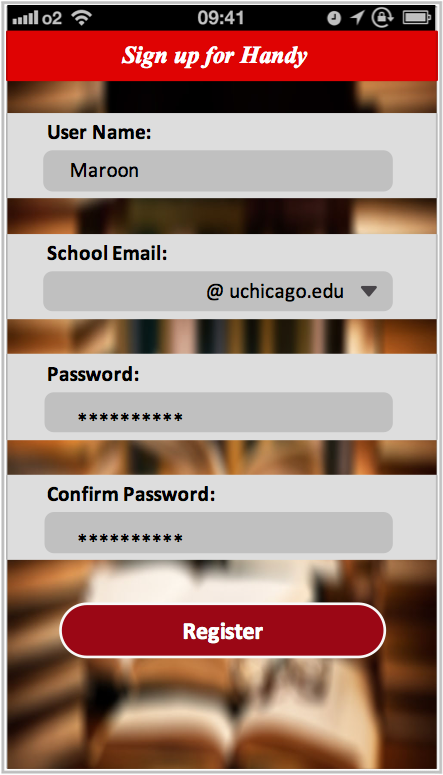 o2 09:41
Sign up for Handy
User Name:
Maroon
School Email:
@ uchicago.edu
Password:
**********
Confirm Password:
**********
Register